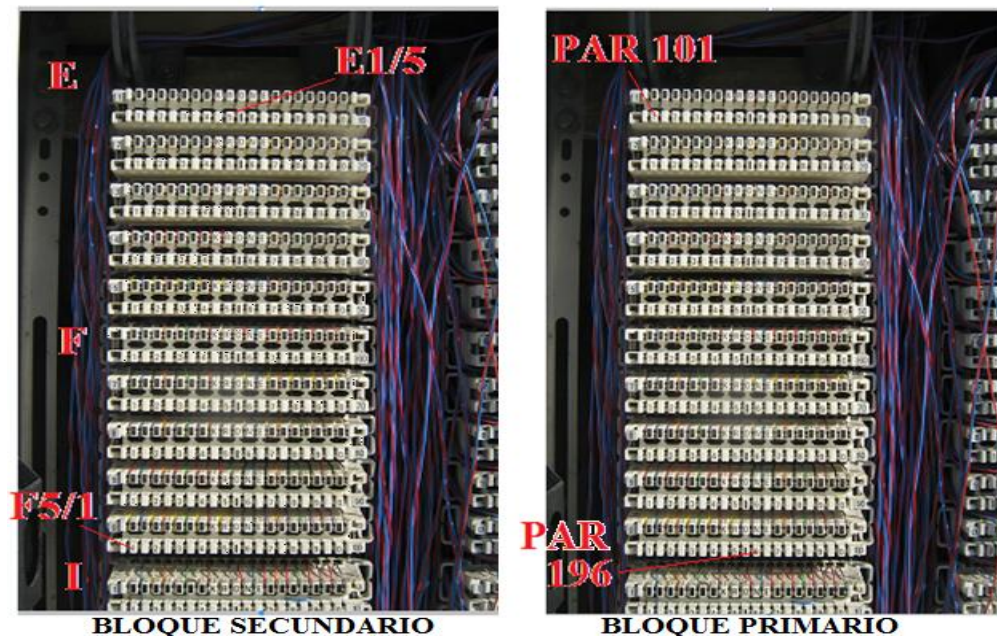 E
E1/5
F
F5/1
I
BLOQUE SECUNDARIO
PAR 101
PAR
196
BLOQUE PRIMARIO